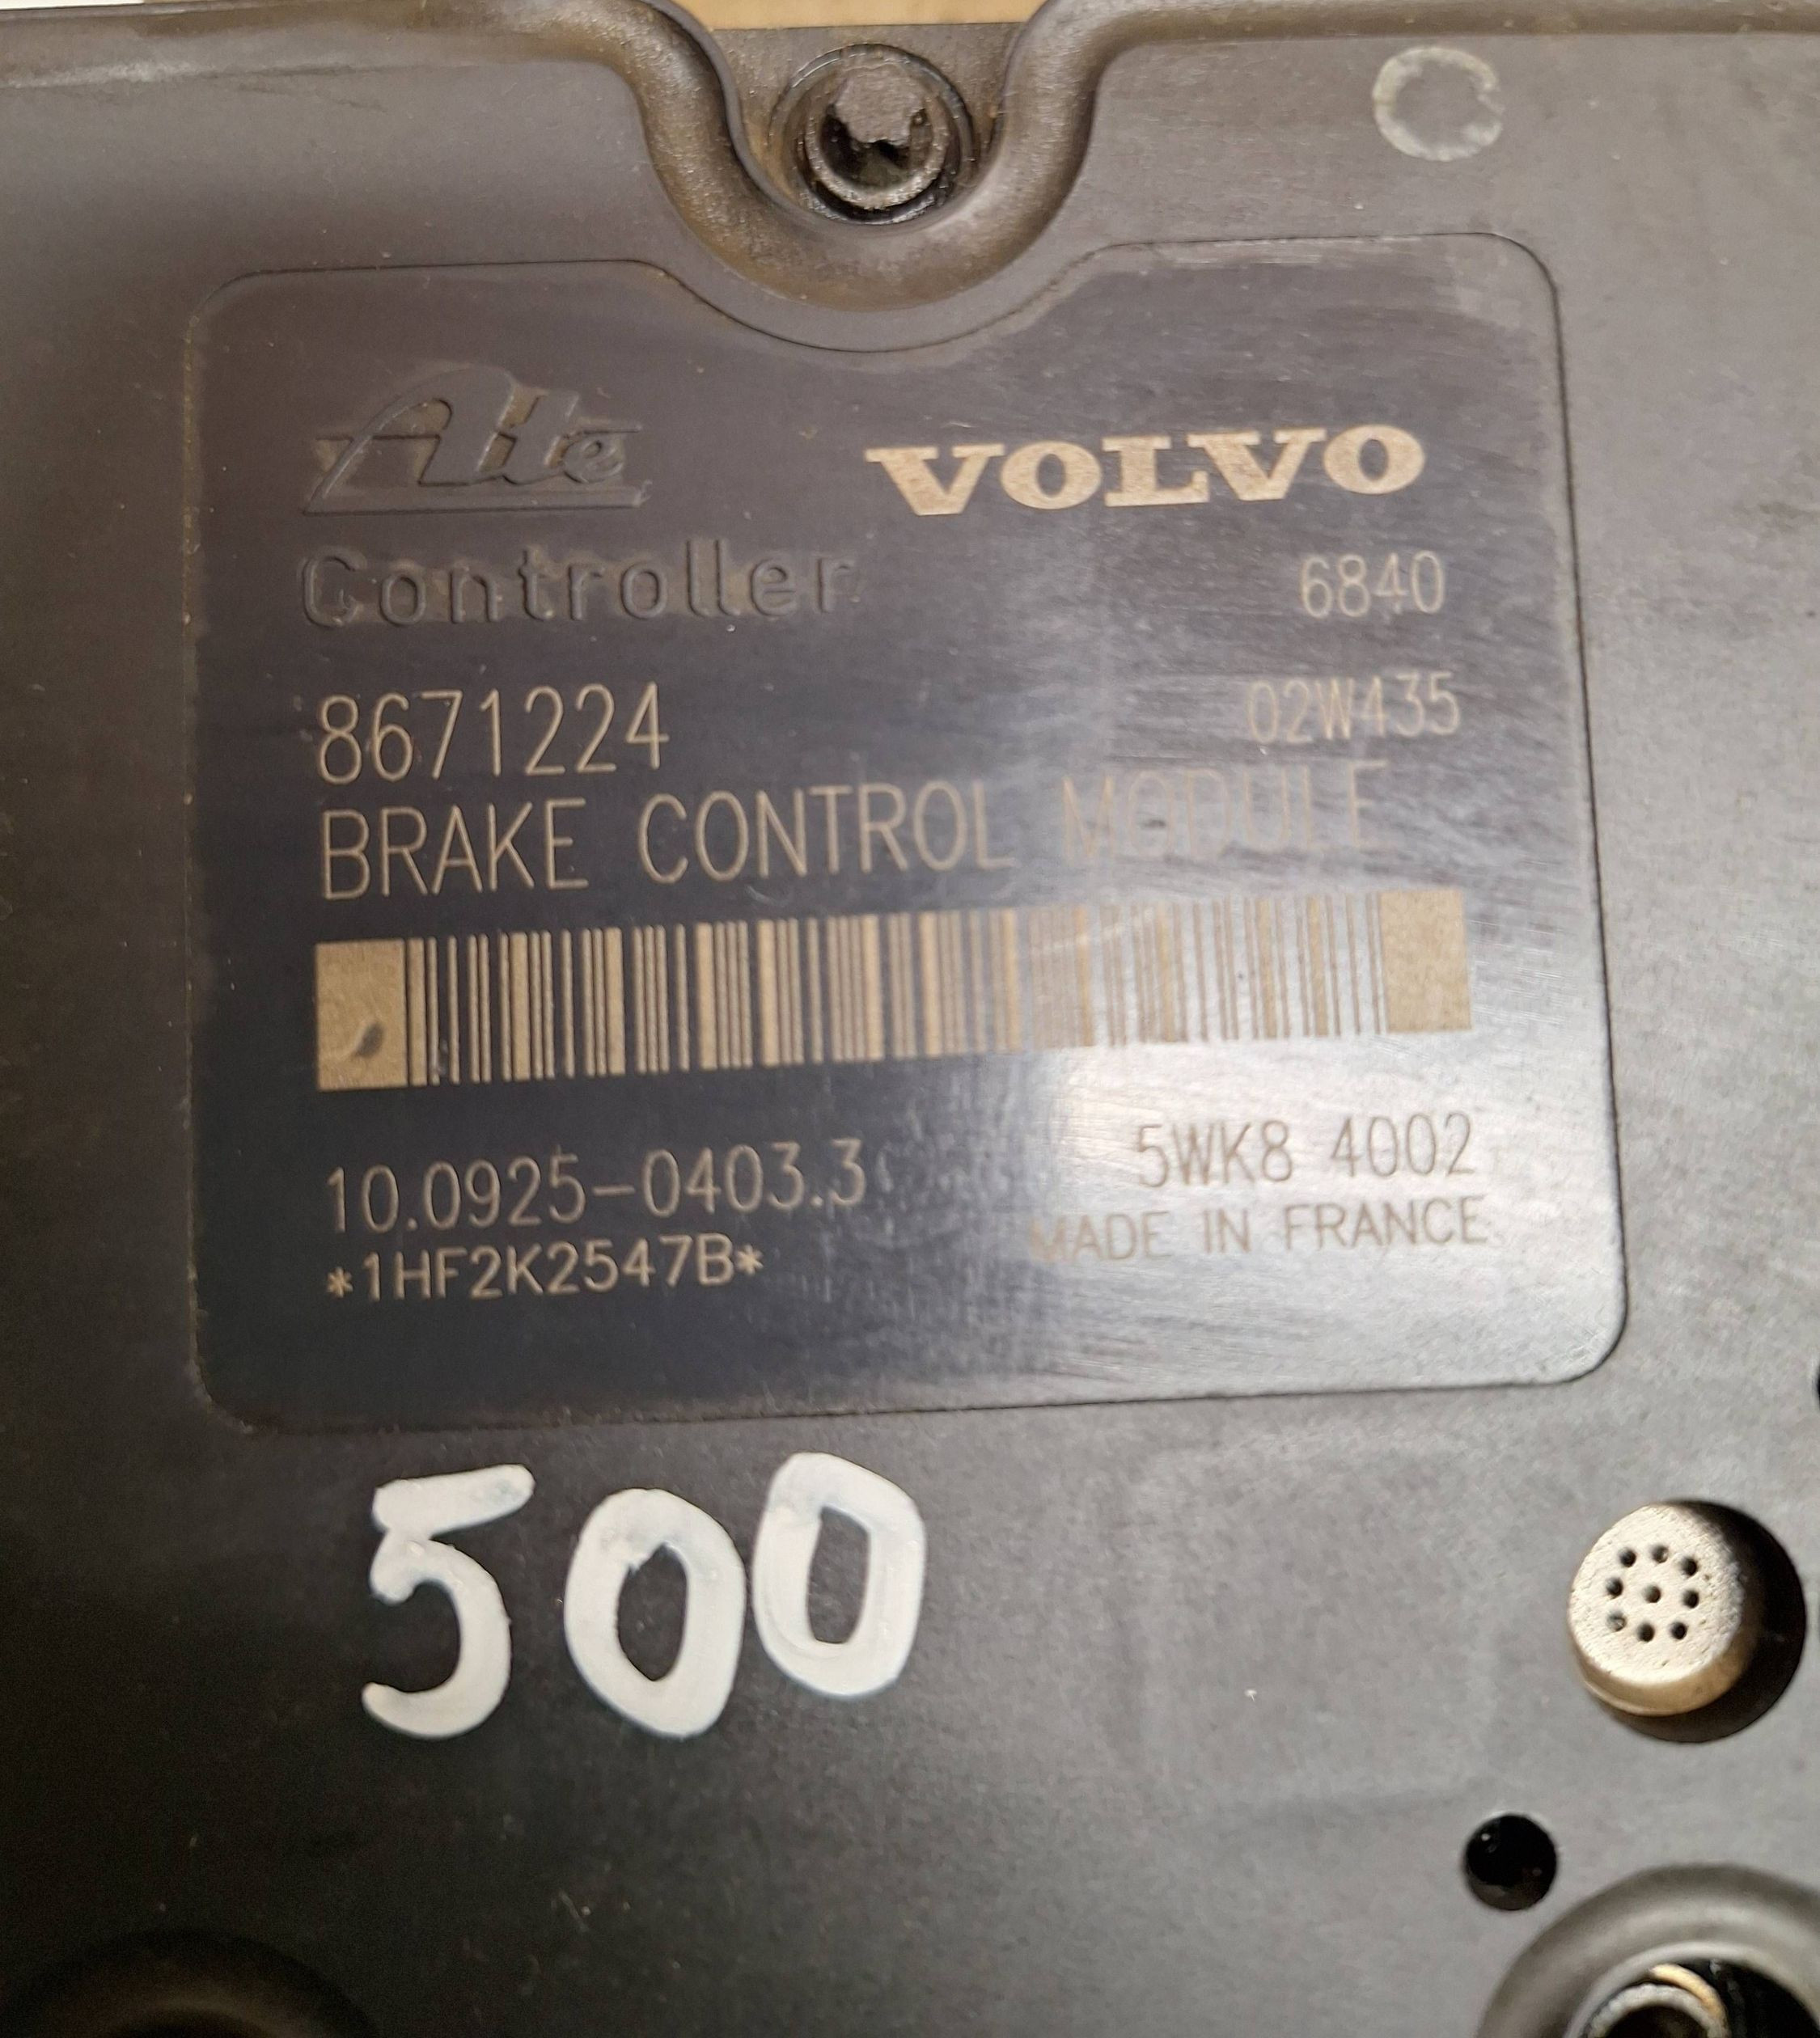 Ate
VOLVO
Controller
6840
8671224
02W435
BRAKE CONTROL MODULE
10.0925-0403.3
5WK8 4002
*1HF2K2547B*
MADE IN FRANCE
500